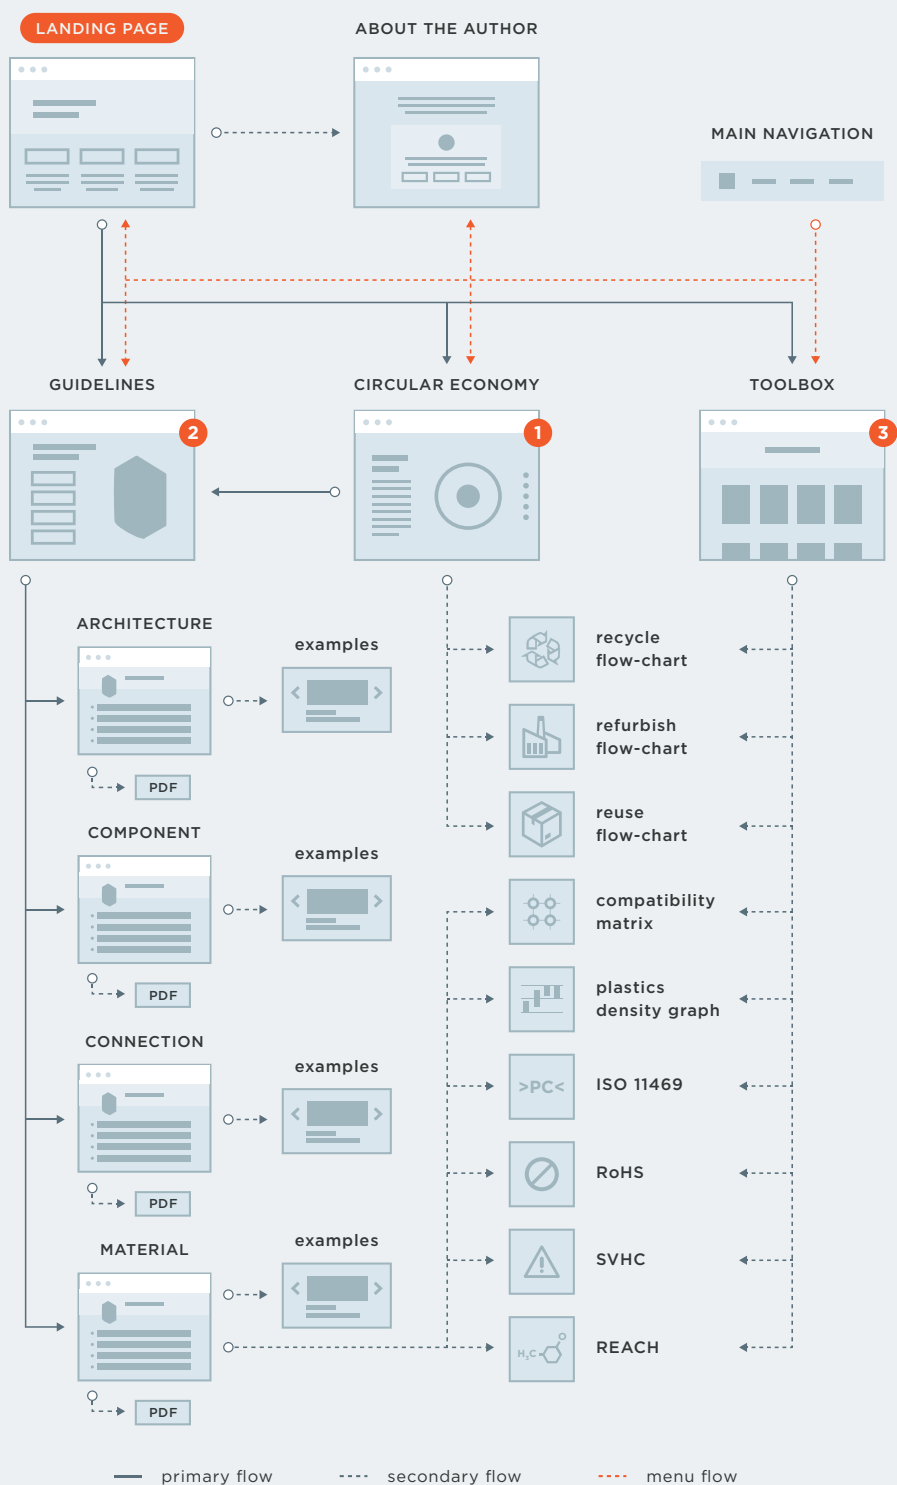 LANDING PAGE
ABOUT THE AUTHOR
MAIN NAVIGATION
GUIDELINES
CIRCULAR ECONOMY
TOOLBOX
2
1
3
ARCHITECTURE
examples
PDF
COMPONENT
examples
PDF
CONNECTION
examples
PDF
MATERIAL
examples
PDF
recycle
flow-chart
refurbish
flow-chart
reuse
flow-chart
compatibility
matrix
plastics
density graph
>PC<
ISO 11469
RoHS
SVHC
H₃C
O
REACH
primary flow
secondary flow
menu flow